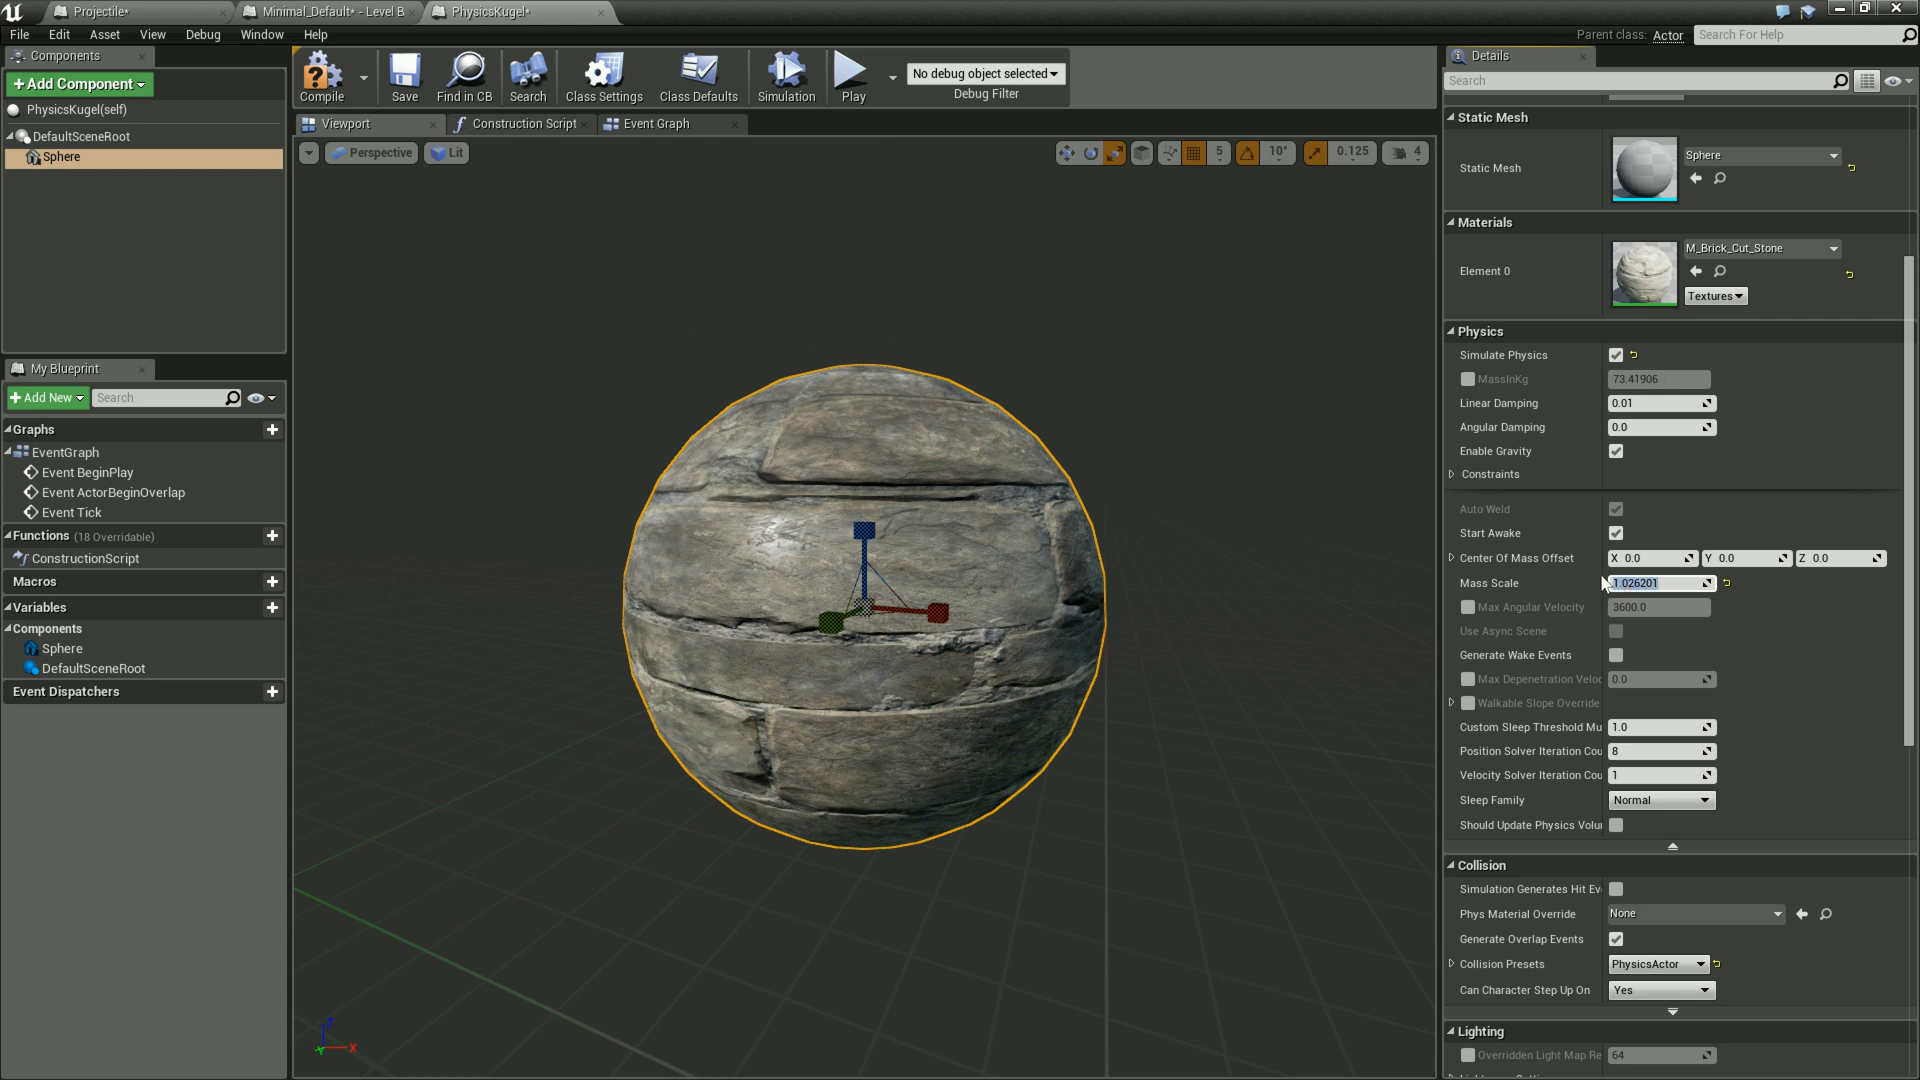 Projectile*
Minimal_Default* - Level B
PhysicsKugel*
File Edit Asset View Debug Window Help
Parent class: Actor
Search For Help
Components
+Add Component
PhysicsKugel(self)
DefaultSceneRoot
Sphere
My Blueprint
+Add New
Search
Graphs
EventGraph
Event BeginPlay
Event ActorBeginOverlap
Event Tick
Functions (18 Overridable)
ConstructionScript
Macros
Variables
Components
Sphere
DefaultSceneRoot
Event Dispatchers
Compile Save Find in CB Search Class Settings Class Defaults Simulation Play
No debug object selected
Debug Filter
Viewport Construction Script Event Graph
Perspective Lit
5 10° 0.125 4
Z
X
Y
Details
Search
Static Mesh
Static Mesh Sphere
Materials
Element 0 M_Brick_Cut_Stone
Textures
Physics
Simulate Physics
MassInKg 73.41906
Linear Damping 0.01
Angular Damping 0.0
Enable Gravity
Constraints
Auto Weld
Start Awake
Center Of Mass Offset X 0.0 Y 0.0 Z 0.0
Mass Scale 1.026201
Max Angular Velocity 3600.0
Use Async Scene
Generate Wake Events
Max Depenetration Veloc 0.0
Walkable Slope Override
Custom Sleep Threshold Mu 1.0
Position Solver Iteration Cou 8
Velocity Solver Iteration Cou 1
Sleep Family Normal
Should Update Physics Volu
Collision
Simulation Generates Hit Ev
Phys Material Override None
Generate Overlap Events
Collision Presets PhysicsActor
Can Character Step Up On Yes
Lighting
Overridden Light Map Re 64